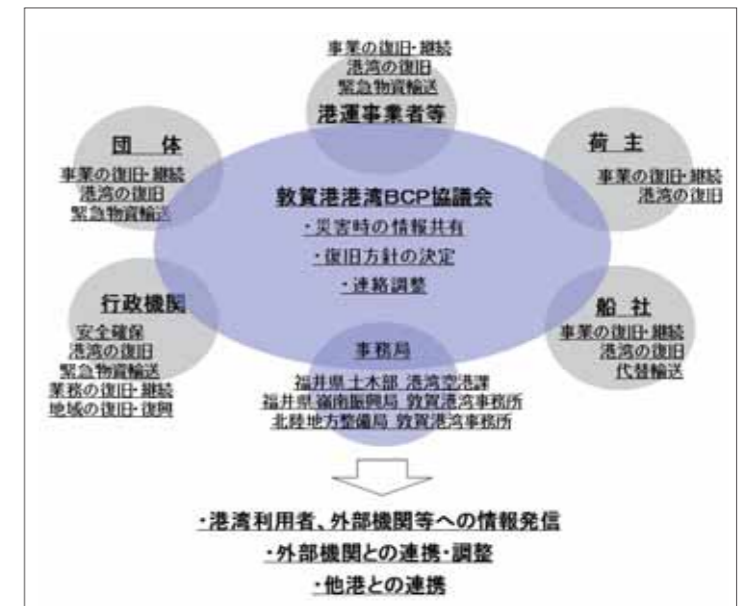 事業の復旧・継続
港湾の復旧
緊急物資輸送
港運事業者等
団　体
事業の復旧・継続
港湾の復旧
緊急物資輸送
荷　主
事業の復旧・継続
港湾の復旧
敦賀港港湾BCP協議会
・災害時の情報共有
・復旧方針の決定
・連絡調整
行政機関
安全確保
港湾の復旧
緊急物資輸送
業務の復旧・継続
地域の復旧・復興
船　社
事業の復旧・継続
港湾の復旧
代替輸送
事務局
福井県 土木部 港湾空港課
福井県 嶺南振興局 敦賀港湾事務所
北陸地方整備局 敦賀港湾事務所
・港湾利用者、外部機関等への情報発信
・外部機関との連携・調整
・他港との連携